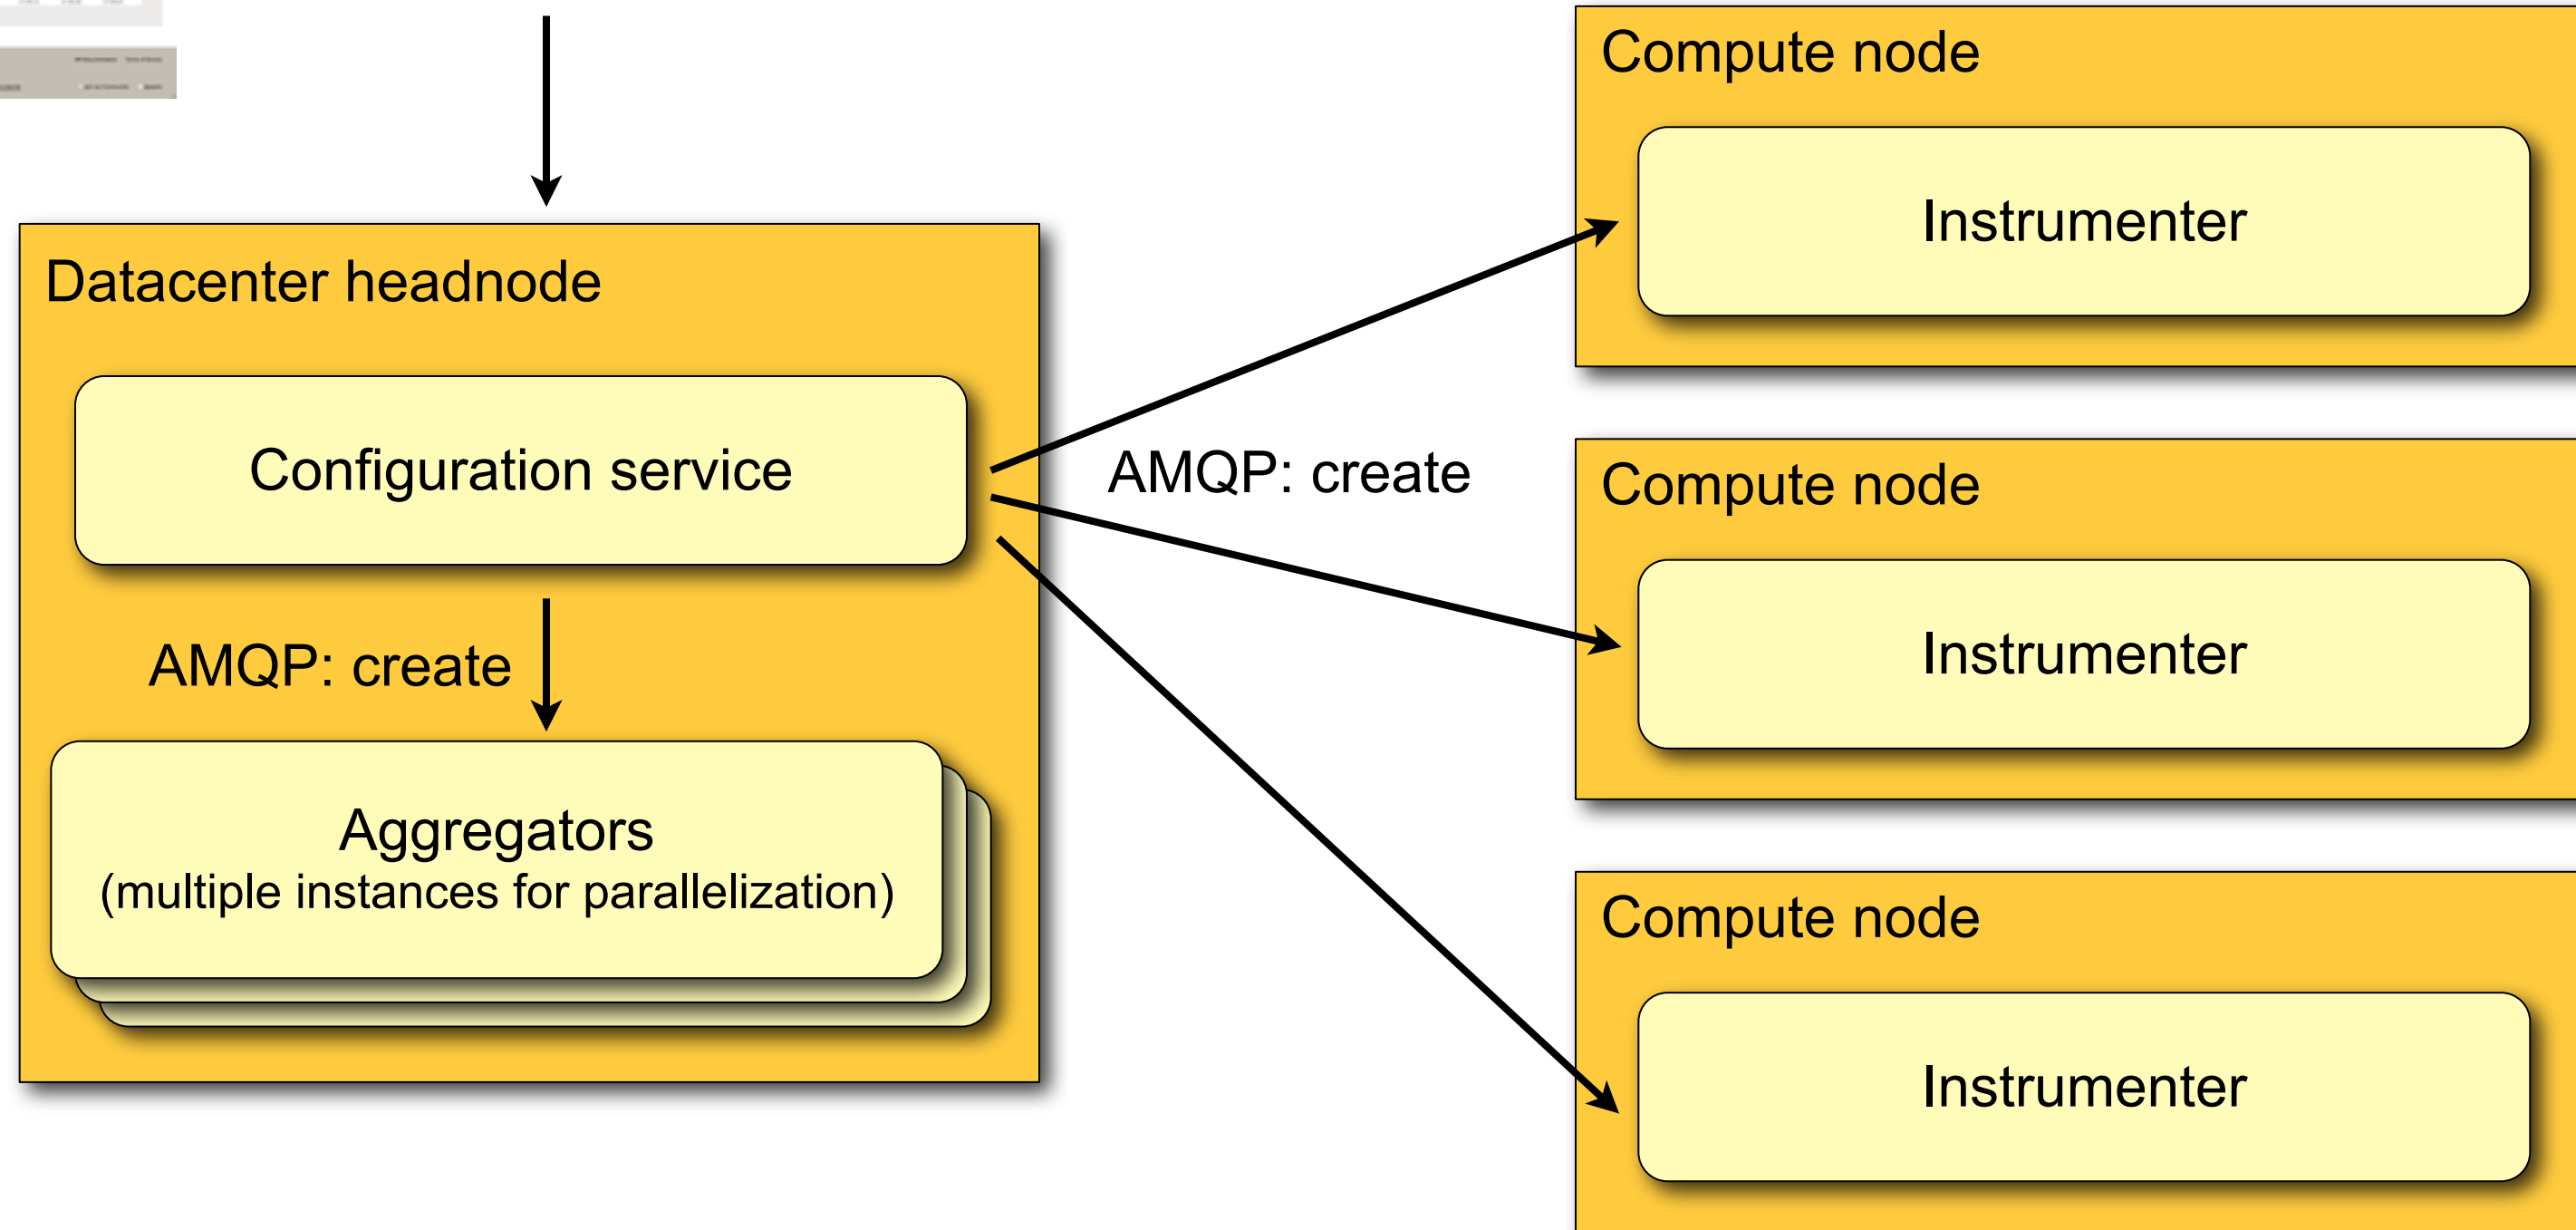 Compute node
Instrumenter
Datacenter headnode
Configuration service
AMQP: create
AMQP: create
Aggregators
(multiple instances for parallelization)
Compute node
Instrumenter
Compute node
Instrumenter